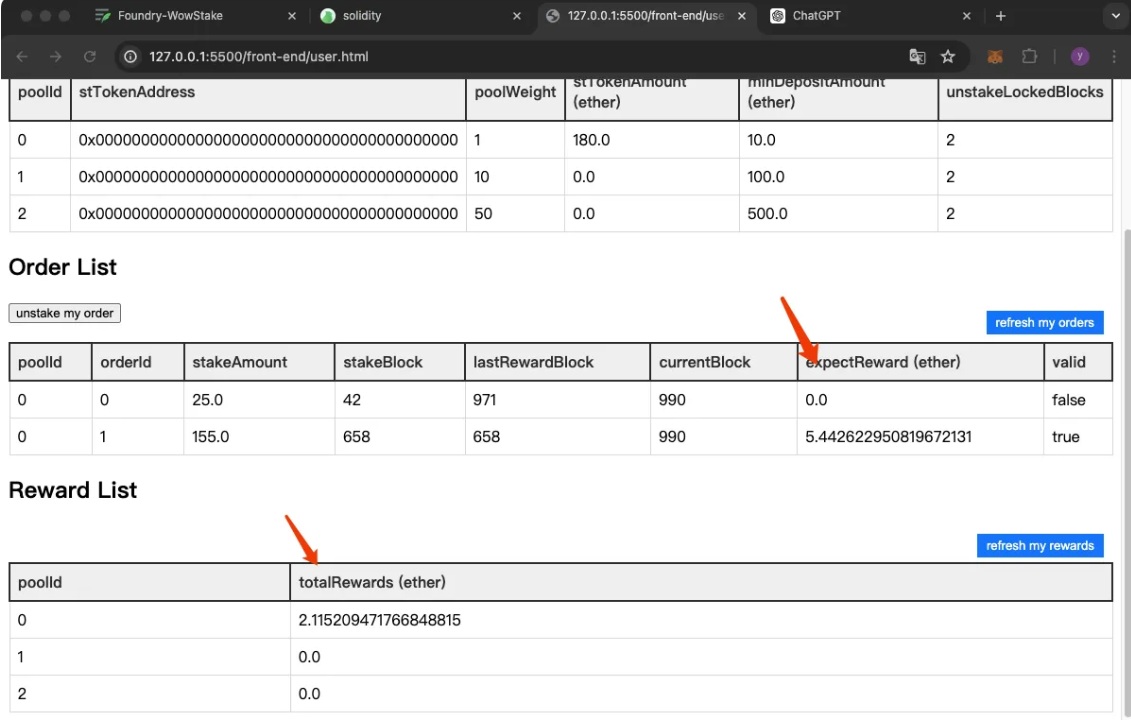 Foundry-WowStake
solidity
127.0.0.1:5500/front-end/use
ChatGPT
127.0.0.1:5500/front-end/user.html
y
poolId stTokenAddress poolWeight stTokenAmount (ether) minDepositAmount (ether) unstakeLockedBlocks
0 0x0000000000000000000000000000000000000000 1 180.0 10.0 2
1 0x0000000000000000000000000000000000000000 10 0.0 100.0 2
2 0x0000000000000000000000000000000000000000 50 0.0 500.0 2
Order List
unstake my order
refresh my orders
poolId orderId stakeAmount stakeBlock lastRewardBlock currentBlock expectReward (ether) valid
0 0 25.0 42 971 990 0.0 false
0 1 155.0 658 658 990 5.442622950819672131 true
Reward List
refresh my rewards
poolId totalRewards (ether)
0 2.115209471766848815
1 0.0
2 0.0